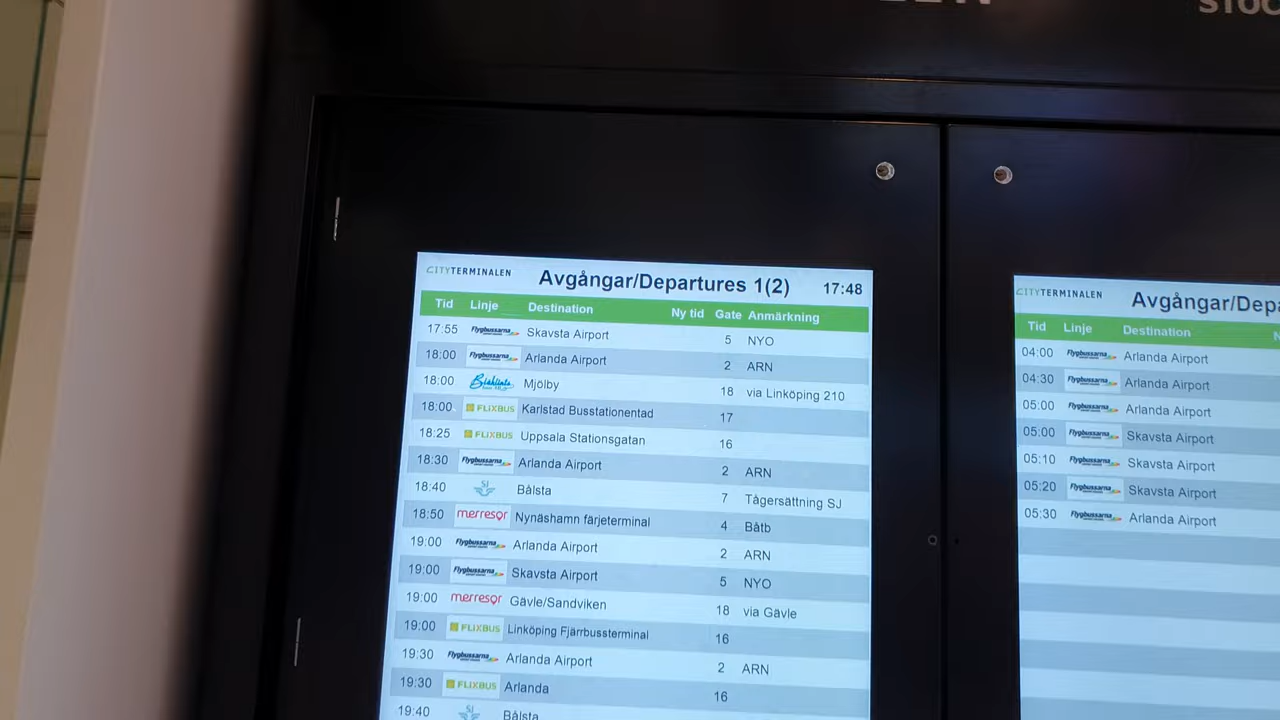 STOC
CITYTERMINALEN Avgångar/Departures 1(2) 17:48
Tid Linje Destination Ny tid Gate Anmärkning
17:55 Flygbussarna Skavsta Airport 5 NYO
18:00 Flygbussarna Arlanda Airport 2 ARN
18:00 Mjölby 18 via Linköping 210
18:00 FLIXBUS Karlstad Busstationentad 17
18:25 FLIXBUS Uppsala Stationsgatan 16
18:30 Flygbussarna Arlanda Airport 2 ARN
18:40 SJ Bålsta 7 Tågersättning SJ
18:50 merresor Nynäshamn färjeterminal 4 Båtb
19:00 Flygbussarna Arlanda Airport 2 ARN
19:00 Flygbussarna Skavsta Airport 5 NYO
19:00 merresor Gävle/Sandviken 18 via Gävle
19:00 FLIXBUS Linköping Fjärrbussterminal 16
19:30 Flygbussarna Arlanda Airport 2 ARN
19:30 FLIXBUS Arlanda 16
19:40 SJ Bålsta
CITYTERMINALEN Avgångar/Depa
Tid Linje Destination N
04:00 Flygbussarna Arlanda Airport
04:30 Flygbussarna Arlanda Airport
05:00 Flygbussarna Arlanda Airport
05:00 Flygbussarna Skavsta Airport
05:10 Flygbussarna Skavsta Airport
05:20 Flygbussarna Skavsta Airport
05:30 Flygbussarna Arlanda Airport